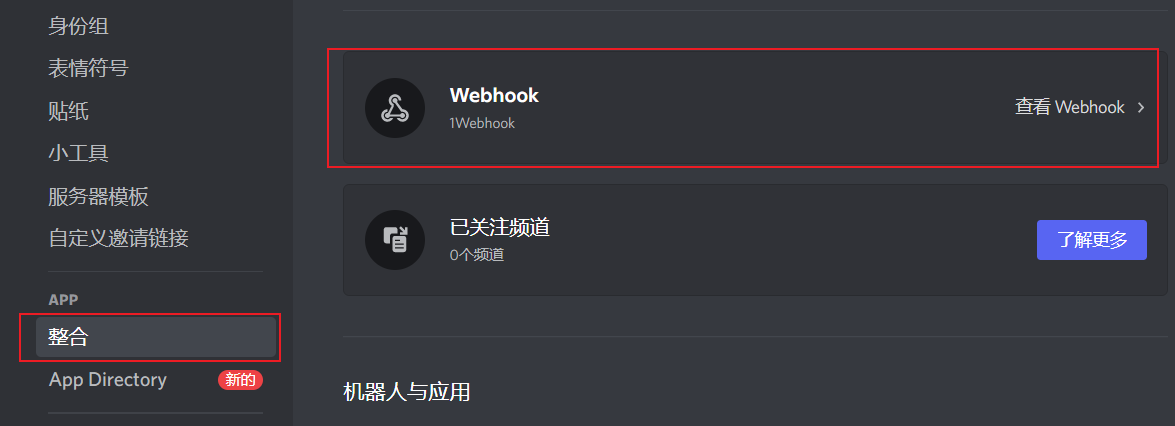 身份组
表情符号
贴纸
小工具
服务器模板
自定义邀请链接
APP
整合
App Directory 新的
Webhook
1Webhook
查看 Webhook
已关注频道
0个频道
了解更多
机器人与应用